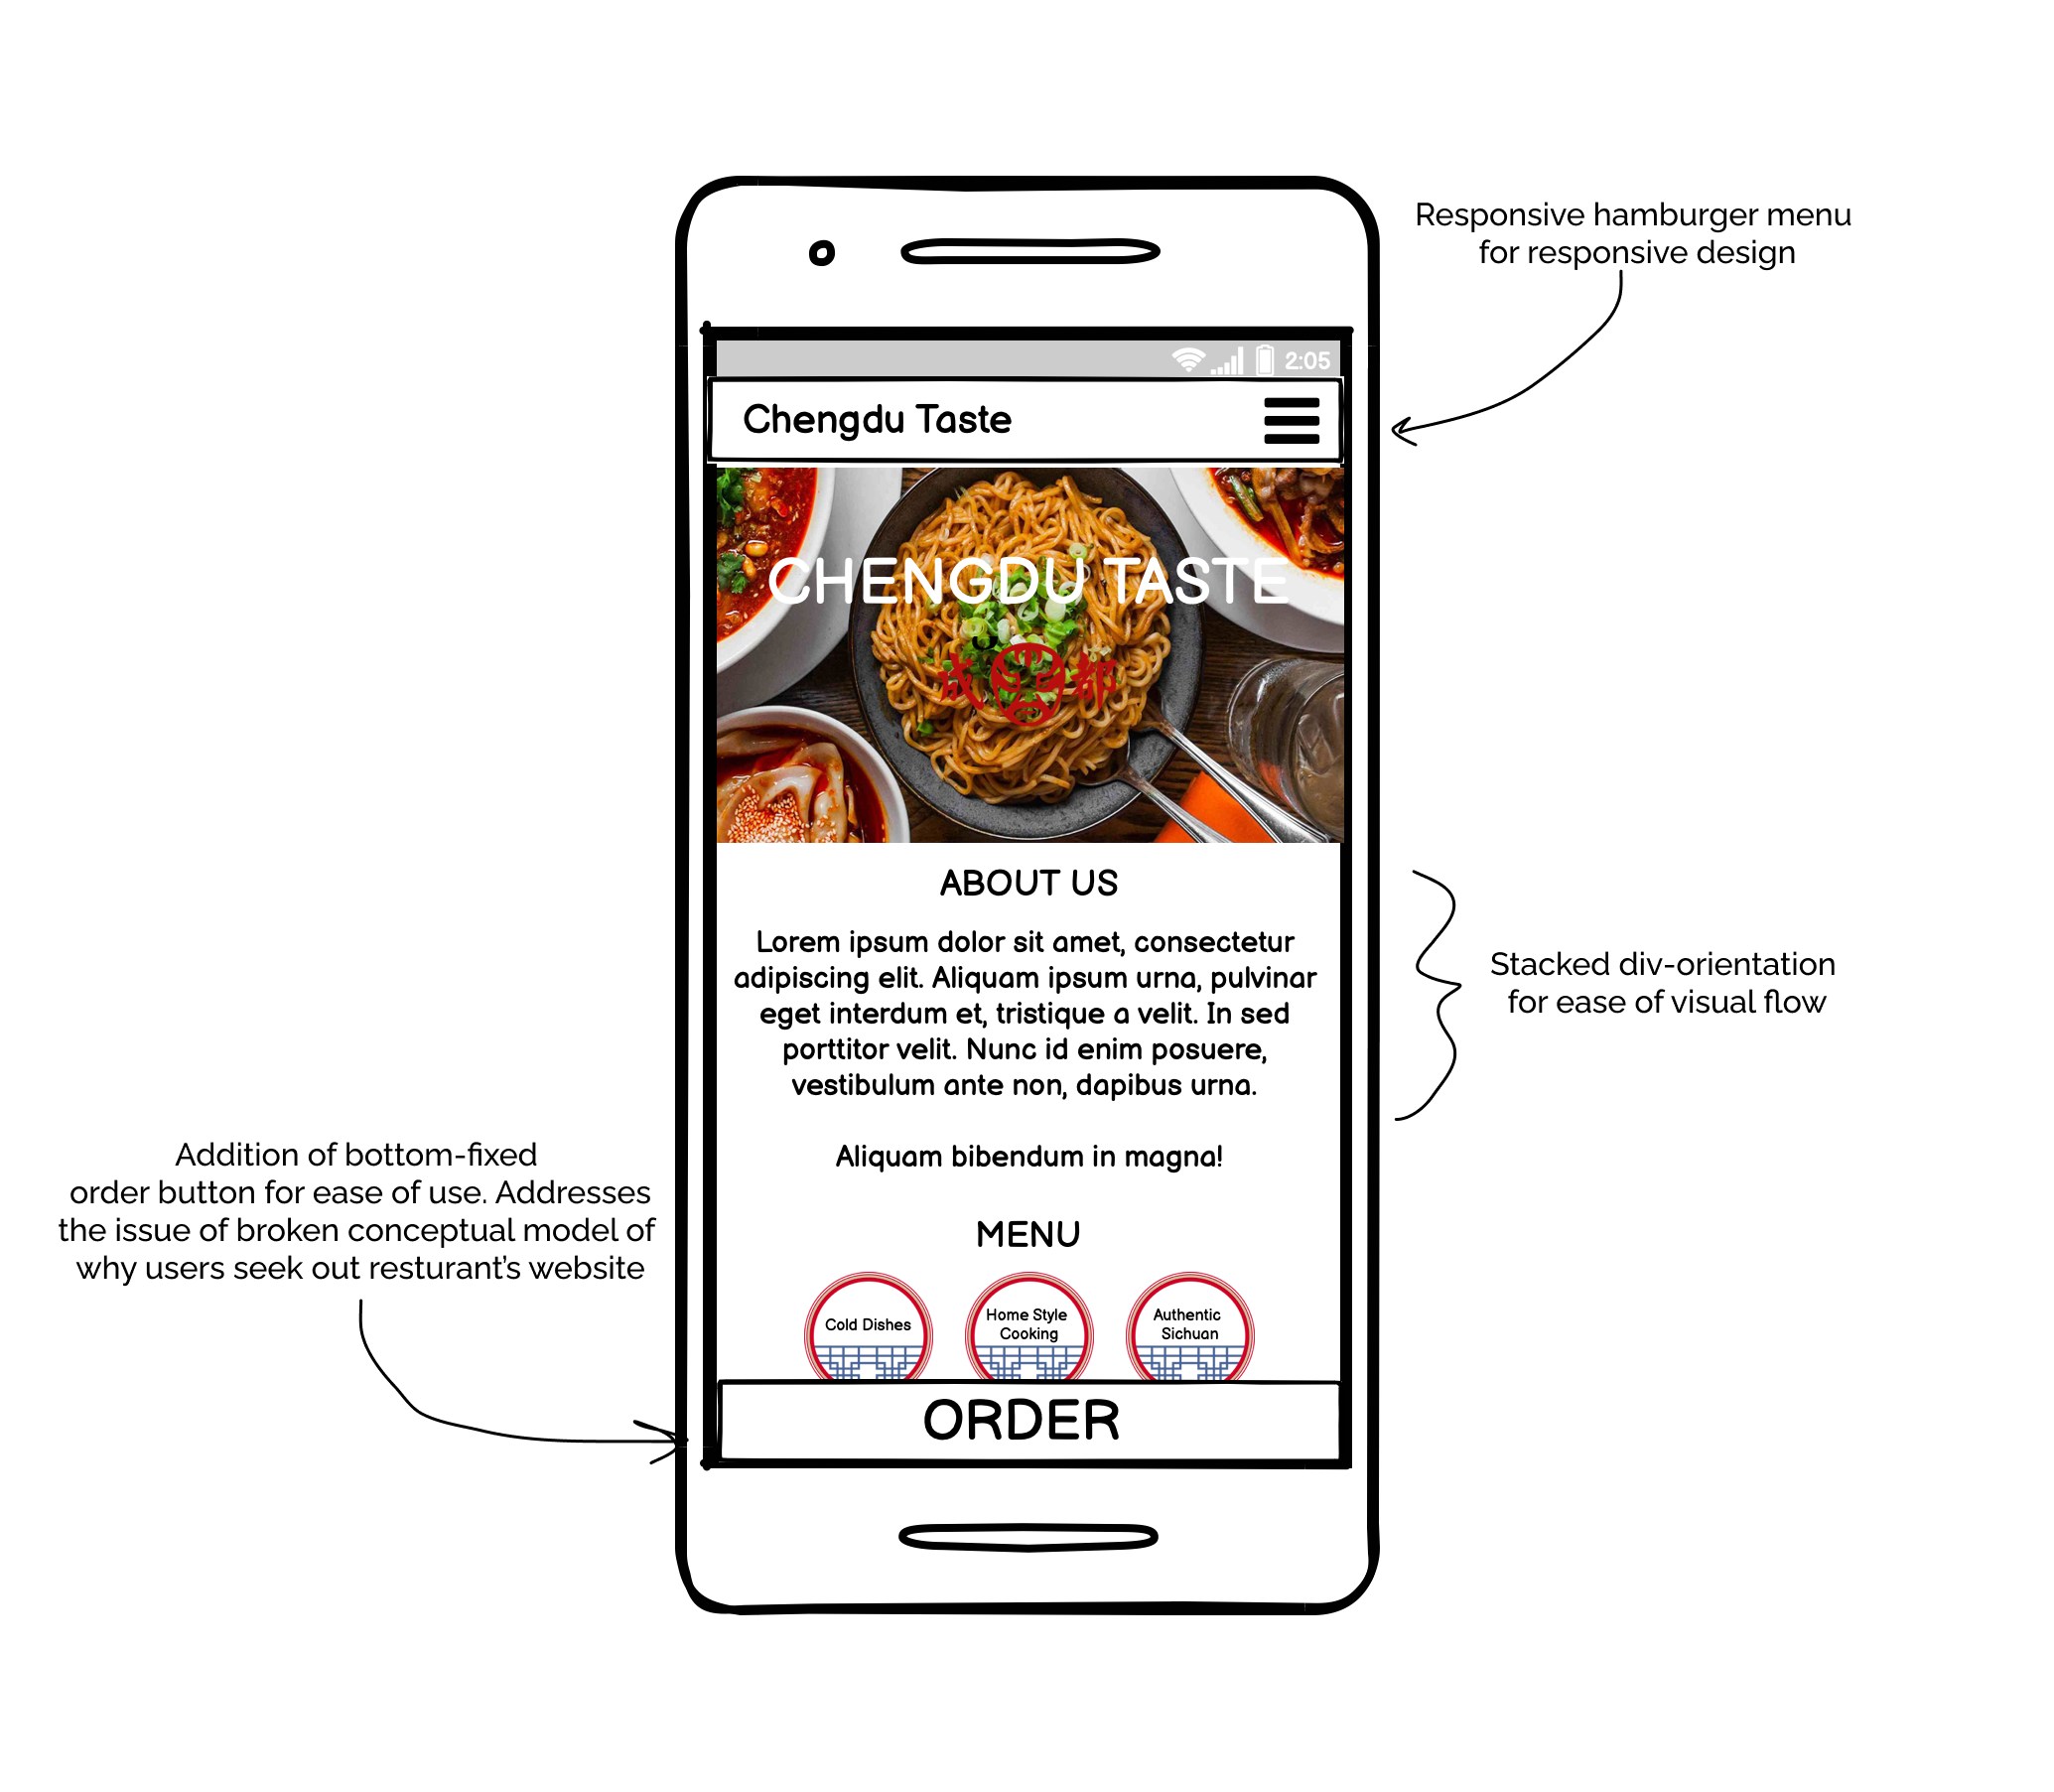 Responsive hamburger menu
for responsive design
2:05
Chengdu Taste
CHENGDU TASTE
成 都
ABOUT US
Lorem ipsum dolor sit amet, consectetur
adipiscing elit. Aliquam ipsum urna, pulvinar
eget interdum et, tristique a velit. In sed
porttitor velit. Nunc id enim posuere,
vestibulum ante non, dapibus urna.
Aliquam bibendum in magna!
Stacked div-orientation
for ease of visual flow
MENU
Cold Dishes
Home Style
Cooking
Authentic
Sichuan
ORDER
Addition of bottom-fixed
order button for ease of use. Addresses
the issue of broken conceptual model of
why users seek out resturant's website